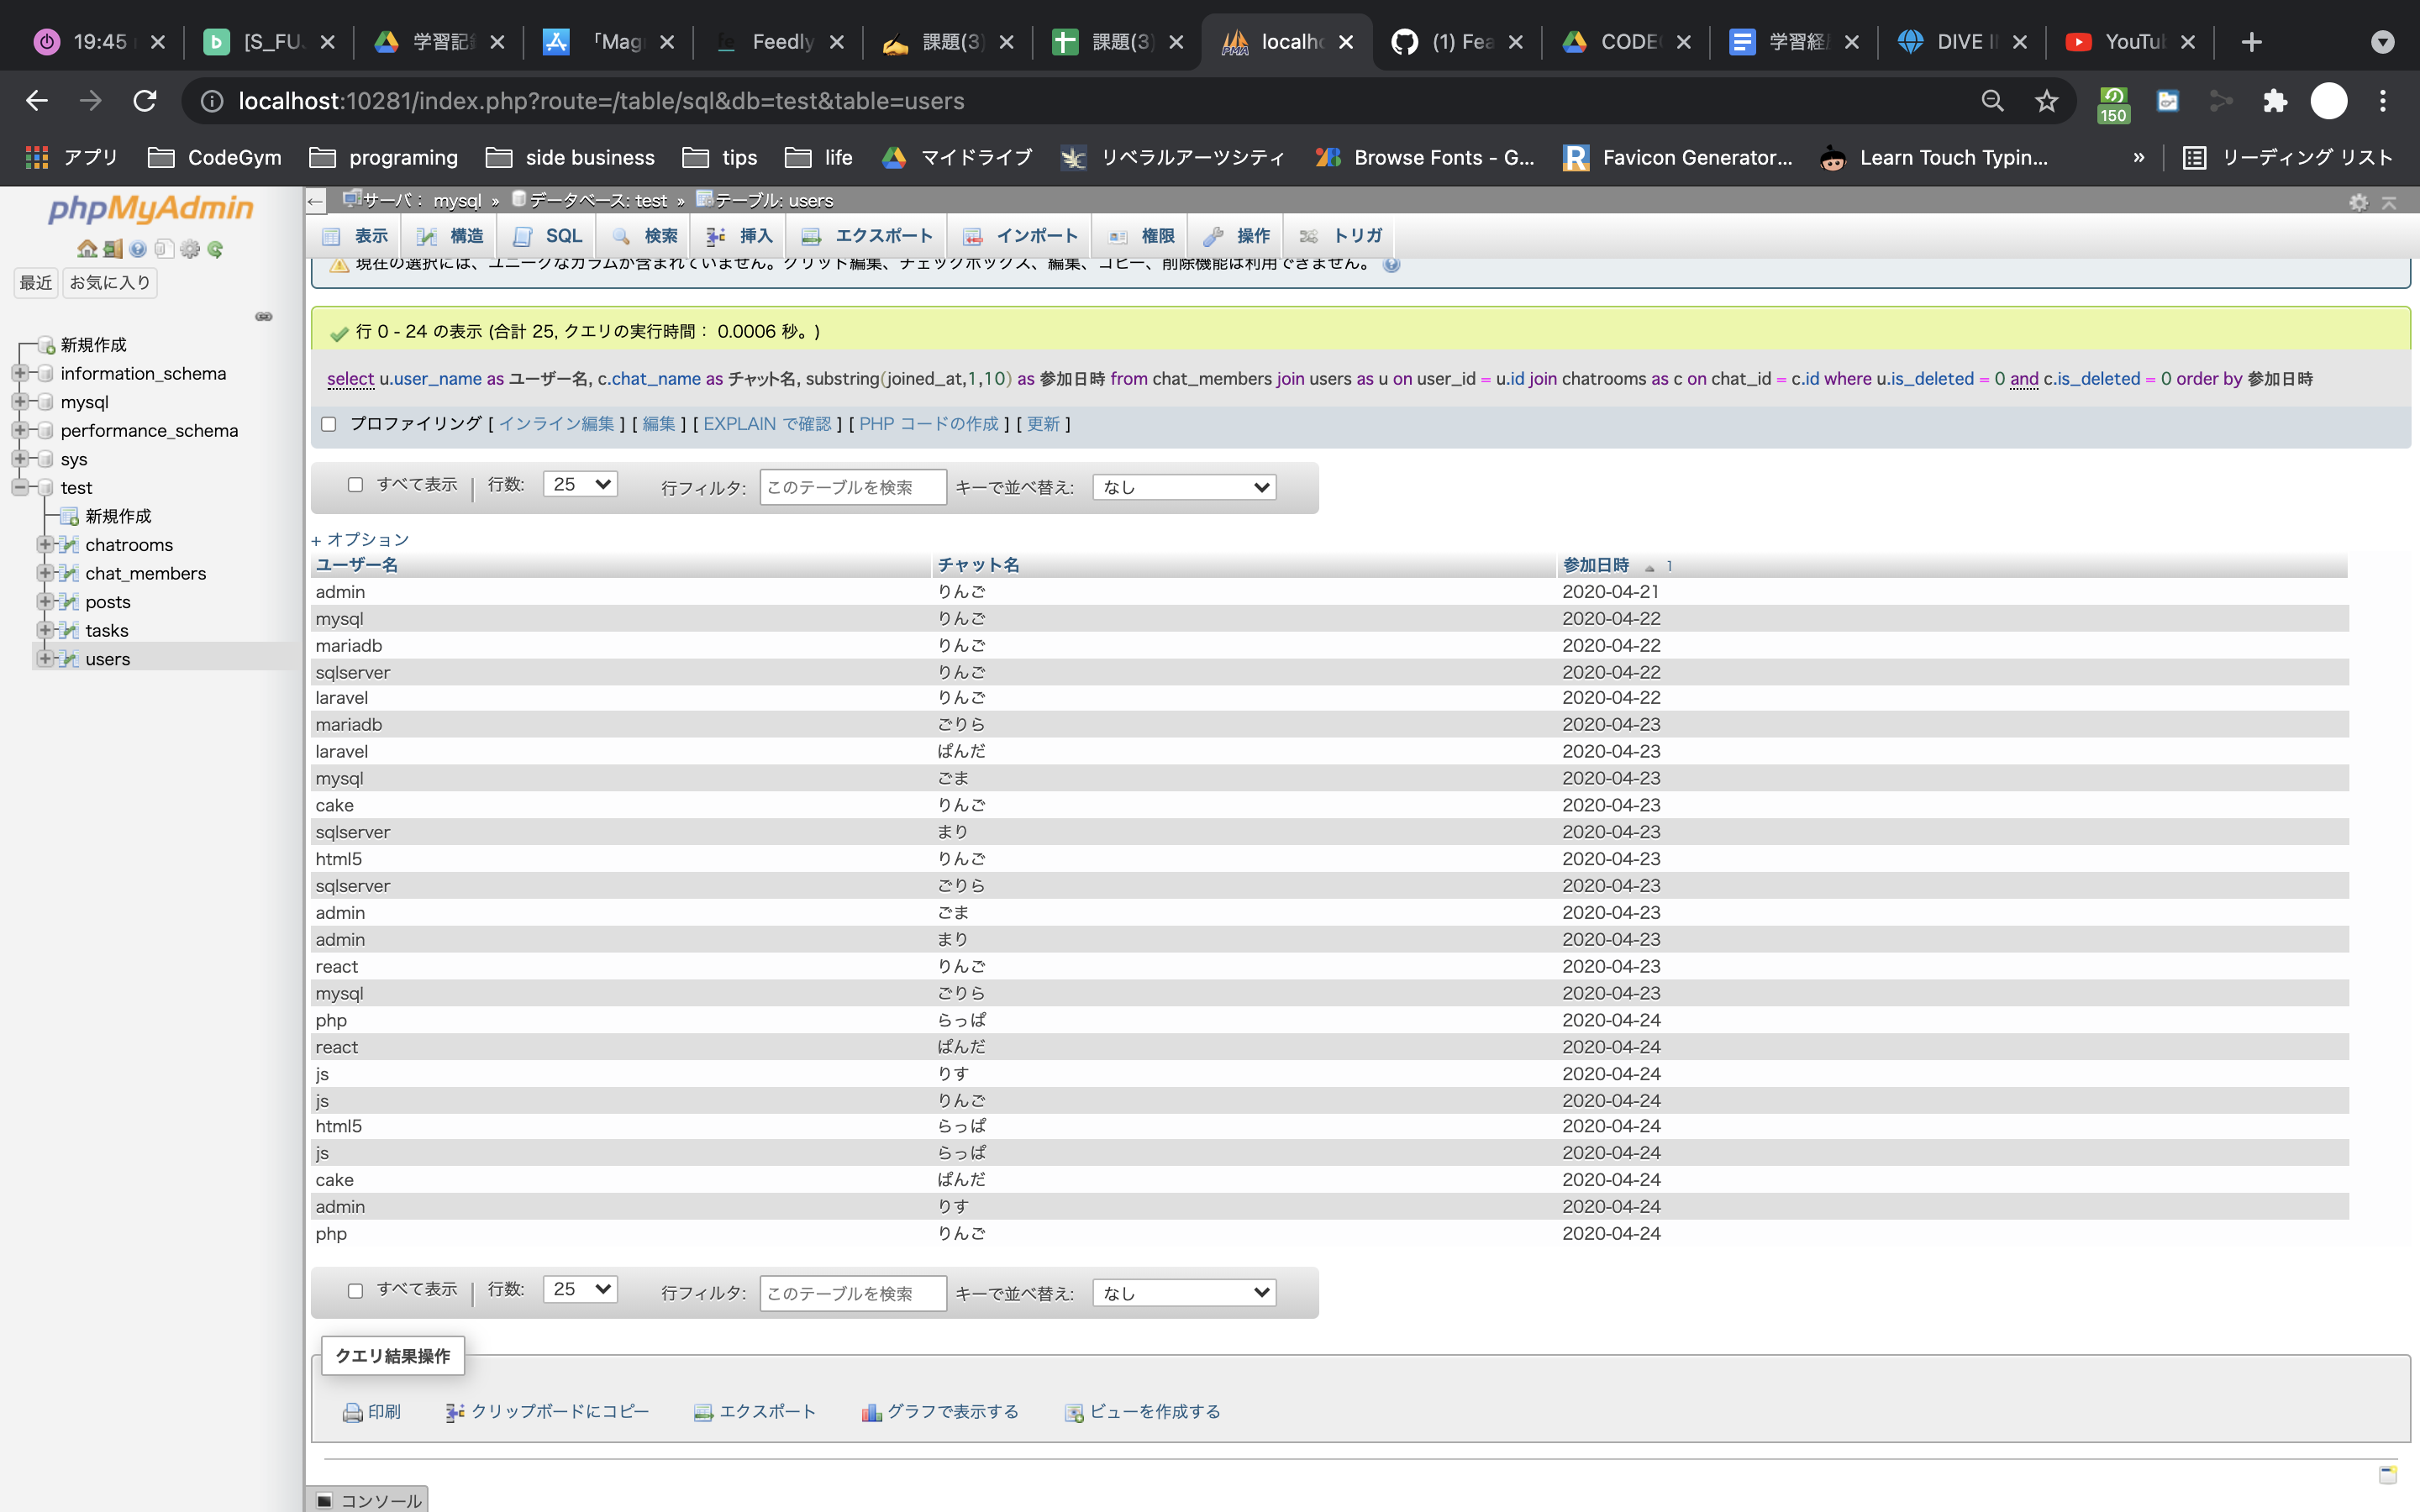 19:45
[S_FU
学習記
「Mag
Feedly
課題(3)
課題(3)
localh
(1) Fea
CODE
学習経
DIVE I
YouTu
localhost:10281/index.php?route=/table/sql&db=test&table=users
150
アプリ CodeGym programing side business tips life マイドライブ リベラルアーツシティ Browse Fonts - G... Favicon Generator... Learn Touch Typin... » リーディング リスト
phpMyAdmin
最近 お気に入り
新規作成
information_schema
mysql
performance_schema
sys
test
新規作成
chatrooms
chat_members
posts
tasks
users
サーバ: mysql » データベース: test » テーブル: users
表示 構造 SQL 検索 挿入 エクスポート インポート 権限 操作 トリガ
現在の選択には、ユニークなカラムが含まれていません。グリッド編集、チェックボックス、編集、コピー、削除機能は利用できません。
行 0 - 24 の表示 (合計 25, クエリの実行時間： 0.0006 秒。)
select u.user_name as ユーザー名, c.chat_name as チャット名, substring(joined_at,1,10) as 参加日時 from chat_members join users as u on user_id = u.id join chatrooms as c on chat_id = c.id where u.is_deleted = 0 and c.is_deleted = 0 order by 参加日時
プロファイリング [ インライン編集 ] [ 編集 ] [ EXPLAIN で確認 ] [ PHP コードの作成 ] [ 更新 ]
すべて表示 | 行数: 25 行フィルタ: このテーブルを検索 キーで並べ替え: なし
+ オプション
ユーザー名 チャット名 参加日時 1
admin りんご 2020-04-21
mysql りんご 2020-04-22
mariadb りんご 2020-04-22
sqlserver りんご 2020-04-22
laravel りんご 2020-04-22
mariadb ごりら 2020-04-23
laravel ぱんだ 2020-04-23
mysql ごま 2020-04-23
cake りんご 2020-04-23
sqlserver まり 2020-04-23
html5 りんご 2020-04-23
sqlserver ごりら 2020-04-23
admin ごま 2020-04-23
admin まり 2020-04-23
react りんご 2020-04-23
mysql ごりら 2020-04-23
php らっぱ 2020-04-24
react ぱんだ 2020-04-24
js りす 2020-04-24
js りんご 2020-04-24
html5 らっぱ 2020-04-24
js らっぱ 2020-04-24
cake ぱんだ 2020-04-24
admin りす 2020-04-24
php りんご 2020-04-24
すべて表示 | 行数: 25 行フィルタ: このテーブルを検索 キーで並べ替え: なし
クエリ結果操作
印刷 クリップボードにコピー エクスポート グラフで表示する ビューを作成する
コンソール